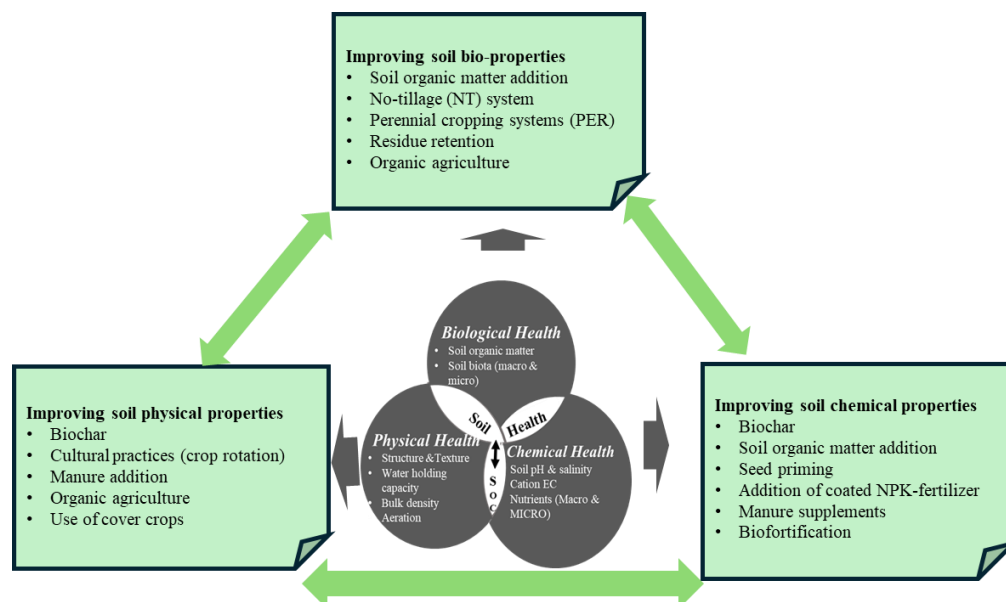 Improving soil bio-properties
• Soil organic matter addition
• No-tillage (NT) system
• Perennial cropping systems (PER)
• Residue retention
• Organic agriculture
Biological Health
• Soil organic matter
• Soil biota (macro &
micro)
Soil
Health
SOC
Physical Health
• Structure &Texture
• Water holding
capacity
• Bulk density
Aeration
Chemical Health
Soil pH & salinity
Cation EC
Nutrients (Macro &
MICRO)
Improving soil physical properties
• Biochar
• Cultural practices (crop rotation)
• Manure addition
• Organic agriculture
• Use of cover crops
Improving soil chemical properties
• Biochar
• Soil organic matter addition
• Seed priming
• Addition of coated NPK-fertilizer
• Manure supplements
• Biofortification